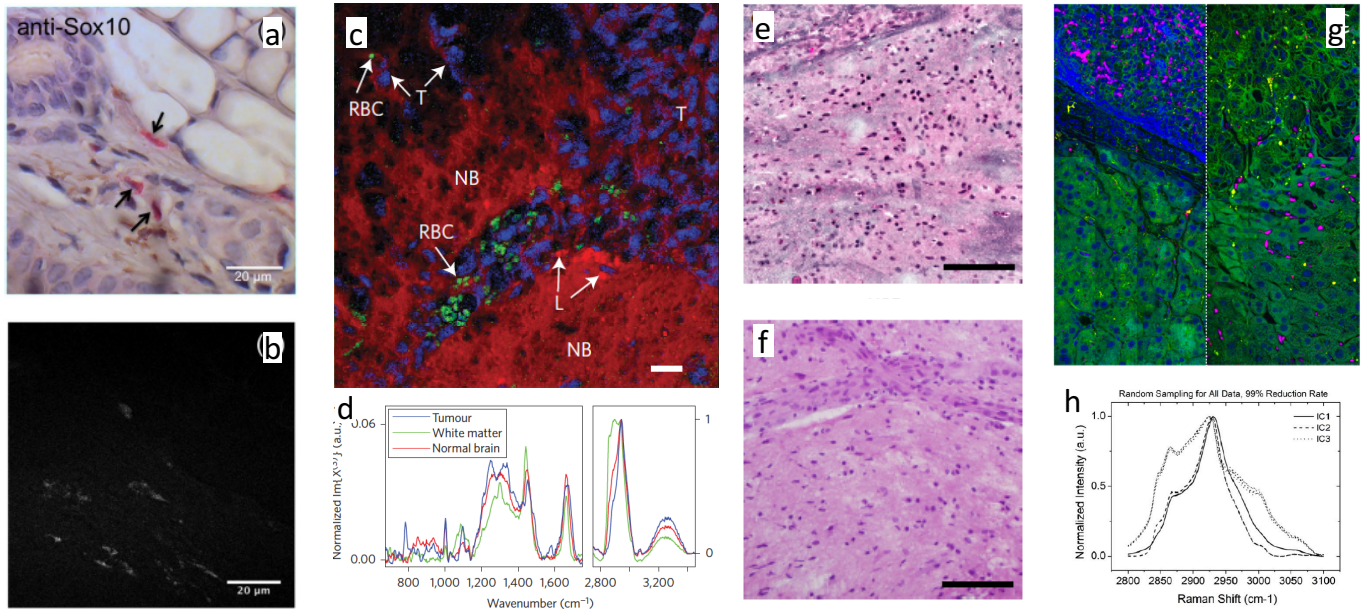 a
anti-Sox10
20 µm
b
20 µm
c
RBC
T
T
NB
RBC
L
NB
d
Normalized Im{X⁽³⁾} (a.u.)
0.06
0.00
Tumour
White matter
Normal brain
1
0
800
1,000
1,200
1,400
1,600
2,800
3,200
Wavenumber (cm⁻¹)
e
f
g
h
Random Sampling for All Data, 99% Reduction Rate
Normalized Intensity (a.u.)
1.0
0.5
0.0
IC1
IC2
IC3
2800
2850
2900
2950
3000
3050
3100
Raman Shift (cm-1)